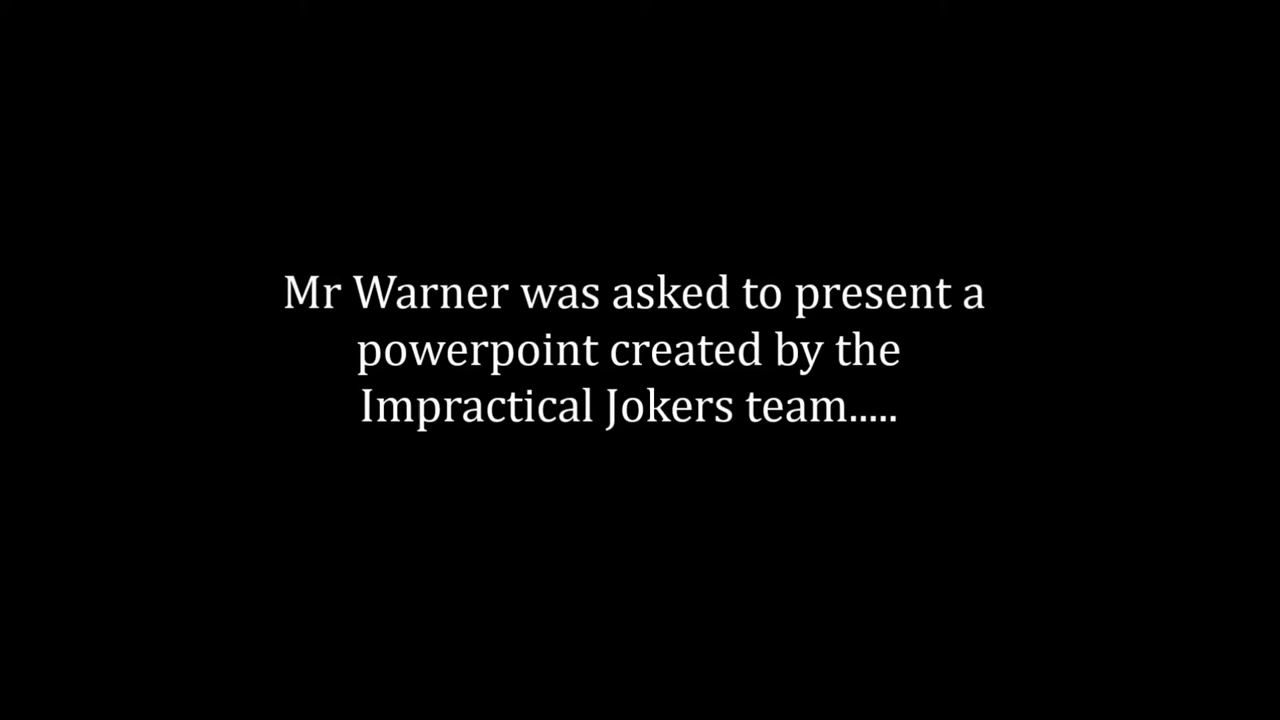 Mr Warner was asked to present a
powerpoint created by the
Impractical Jokers team.....